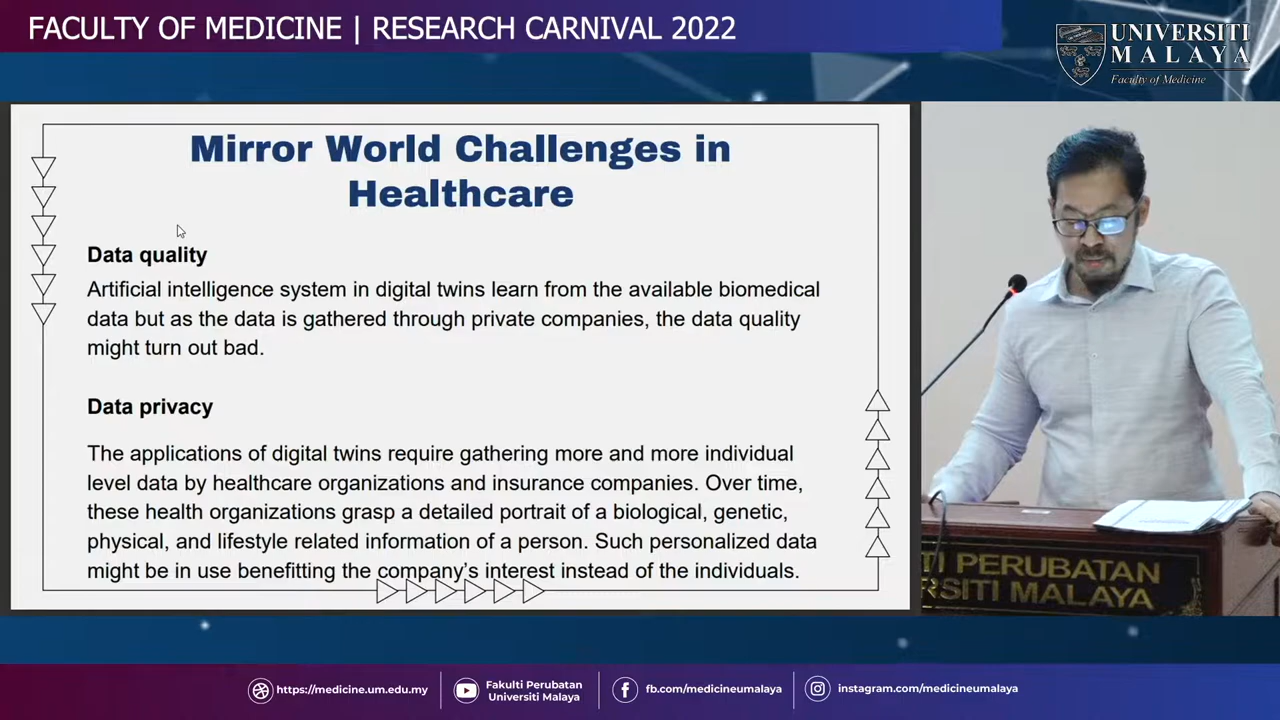 FACULTY OF MEDICINE | RESEARCH CARNIVAL 2022
UNIVERSITI
MALAYA
Faculty of Medicine
Mirror World Challenges in
Healthcare
Data quality
Artificial intelligence system in digital twins learn from the available biomedical
data but as the data is gathered through private companies, the data quality
might turn out bad.
Data privacy
The applications of digital twins require gathering more and more individual
level data by healthcare organizations and insurance companies. Over time,
these health organizations grasp a detailed portrait of a biological, genetic,
physical, and lifestyle related information of a person. Such personalized data
might be in use benefitting the company's interest instead of the individuals.
TI PERUBATAN
RSITI MALAYA
https://medicine.um.edu.my
Fakulti Perubatan
Universiti Malaya
fb.com/medicineumalaya
instagram.com/medicineumalaya